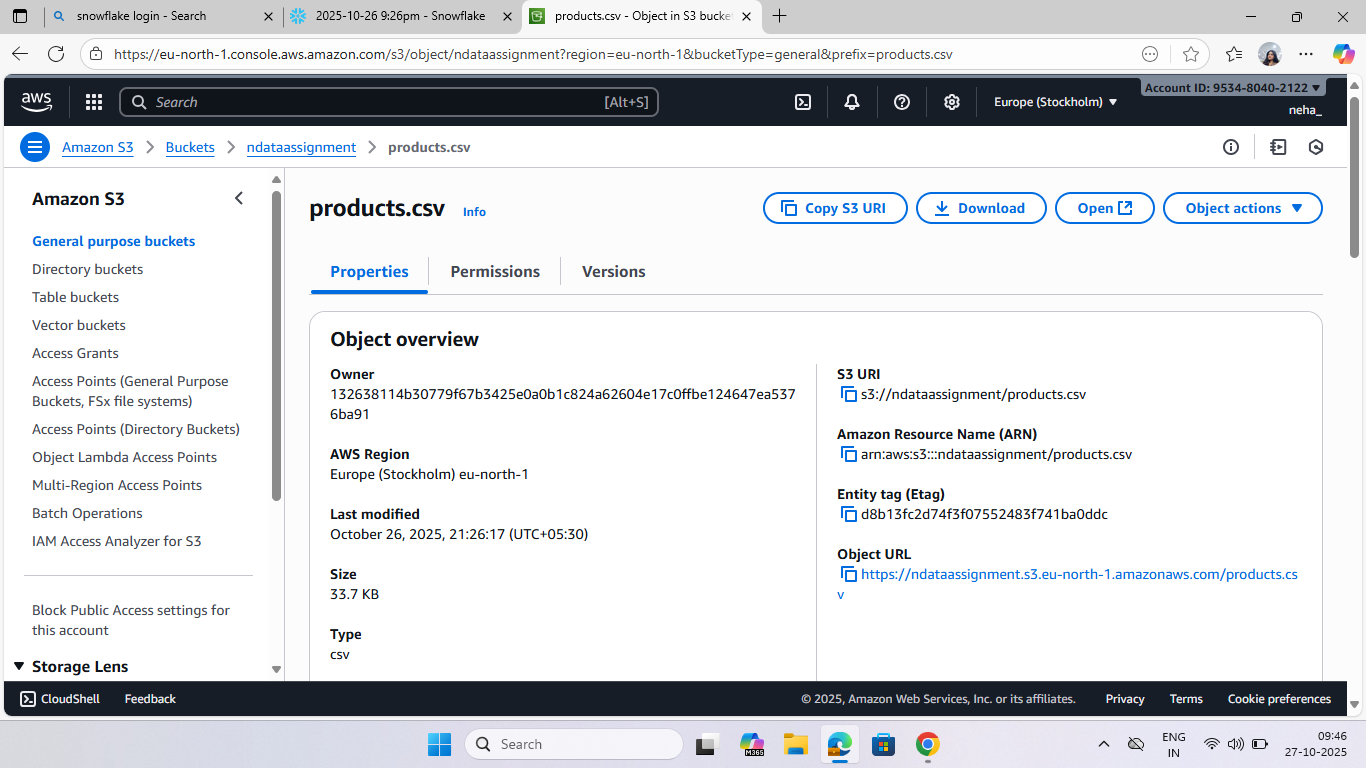 snowflake login - Search
2025-10-26 9:26pm - Snowflake
products.csv - Object in S3 bucke
https://eu-north-1.console.aws.amazon.com/s3/object/ndataassignment?region=eu-north-1&bucketType=general&prefix=products.csv
aws
Search
[Alt+S]
Europe (Stockholm)
Account ID: 9534-8040-2122
neha_
Amazon S3
Buckets
ndataassignment
products.csv
Amazon S3
General purpose buckets
Directory buckets
Table buckets
Vector buckets
Access Grants
Access Points (General Purpose
Buckets, FSx file systems)
Access Points (Directory Buckets)
Object Lambda Access Points
Multi-Region Access Points
Batch Operations
IAM Access Analyzer for S3
Block Public Access settings for
this account
Storage Lens
products.csv
Info
Copy S3 URI
Download
Open
Object actions
Properties
Permissions
Versions
Object overview
Owner
132638114b30779f67b3425e0a0b1c824a62604e17c0ffbe124647ea537
6ba91
AWS Region
Europe (Stockholm) eu-north-1
Last modified
October 26, 2025, 21:26:17 (UTC+05:30)
Size
33.7 KB
Type
csv
S3 URI
s3://ndataassignment/products.csv
Amazon Resource Name (ARN)
arn:aws:s3:::ndataassignment/products.csv
Entity tag (Etag)
d8b13fc2d74f3f07552483f741ba0ddc
Object URL
https://ndataassignment.s3.eu-north-1.amazonaws.com/products.cs
v
CloudShell
Feedback
© 2025, Amazon Web Services, Inc. or its affiliates.
Privacy
Terms
Cookie preferences
Search
M365
ENG
IN
09:46
27-10-2025